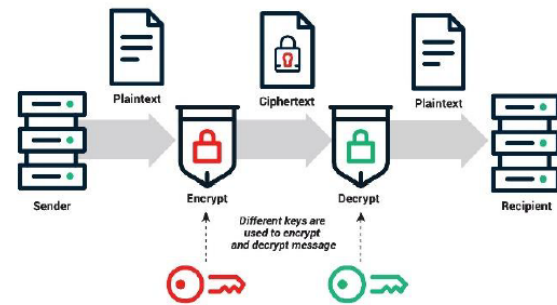 Plaintext
Ciphertext
Plaintext
Sender
Encrypt
Decrypt
Recipient
Different keys are
used to encrypt
and decrypt message